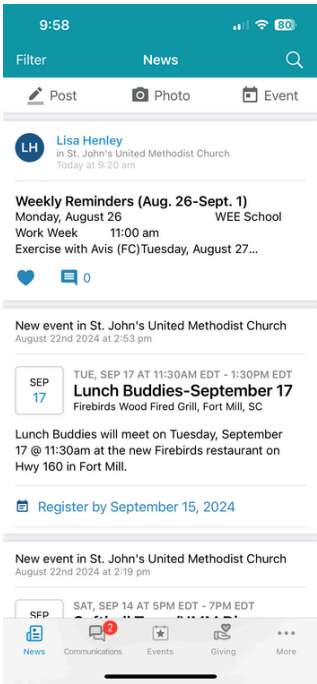 9:58
80
Filter
News
Post
Photo
Event
LH
Lisa Henley
in St. John's United Methodist Church
Today at 9:20 am
Weekly Reminders (Aug. 26-Sept. 1)
Monday, August 26 WEE School
Work Week 11:00 am
Exercise with Avis (FC)Tuesday, August 27...
0
New event in St. John's United Methodist Church
August 22nd 2024 at 2:53 pm
SEP
17
TUE, SEP 17 AT 11:30AM EDT - 1:30PM EDT
Lunch Buddies-September 17
Firebirds Wood Fired Grill, Fort Mill, SC
Lunch Buddies will meet on Tuesday, September
17 @ 11:30am at the new Firebirds restaurant on
Hwy 160 in Fort Mill.
Register by September 15, 2024
New event in St. John's United Methodist Church
August 22nd 2024 at 2:19 pm
SEP
SAT, SEP 14 AT 5PM EDT - 7PM EDT
2
News
Communications
Events
Giving
More